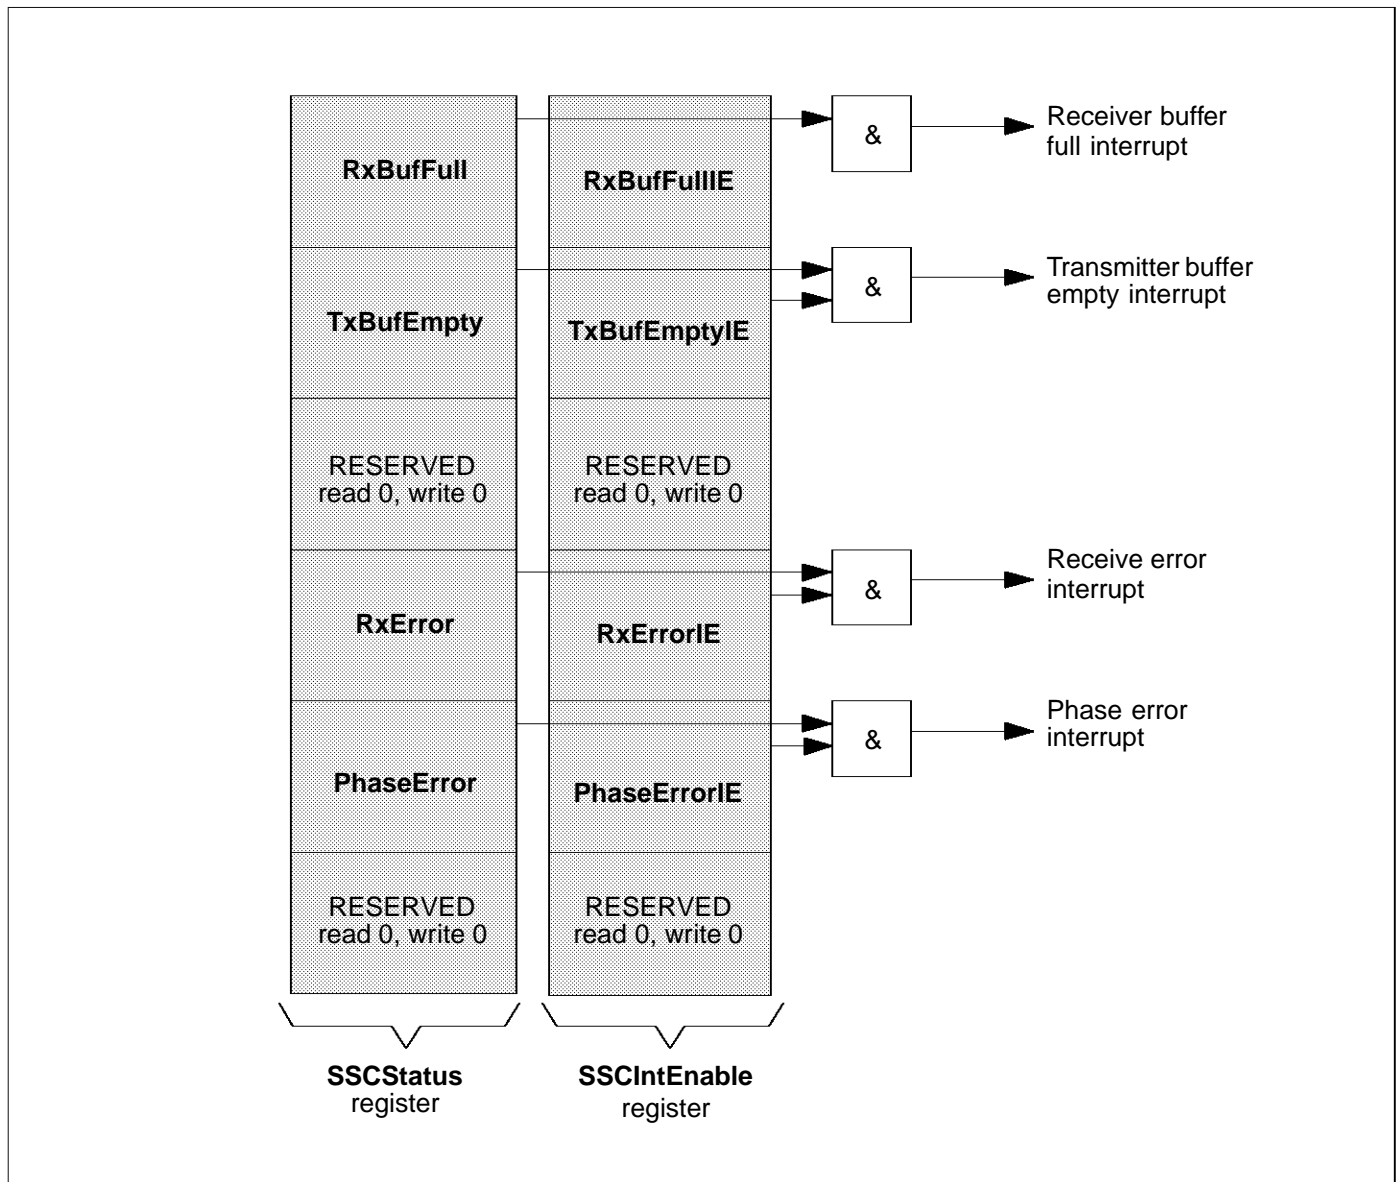 RxBufFull
RxBufFullIE
&
Receiver buffer
full interrupt
TxBufEmpty
TxBufEmptyIE
&
Transmitter buffer
empty interrupt
RESERVED
read 0, write 0
RESERVED
read 0, write 0
RxError
RxErrorIE
&
Receive error
interrupt
PhaseError
PhaseErrorIE
&
Phase error
interrupt
RESERVED
read 0, write 0
RESERVED
read 0, write 0
SSCStatus
register
SSCIntEnable
register